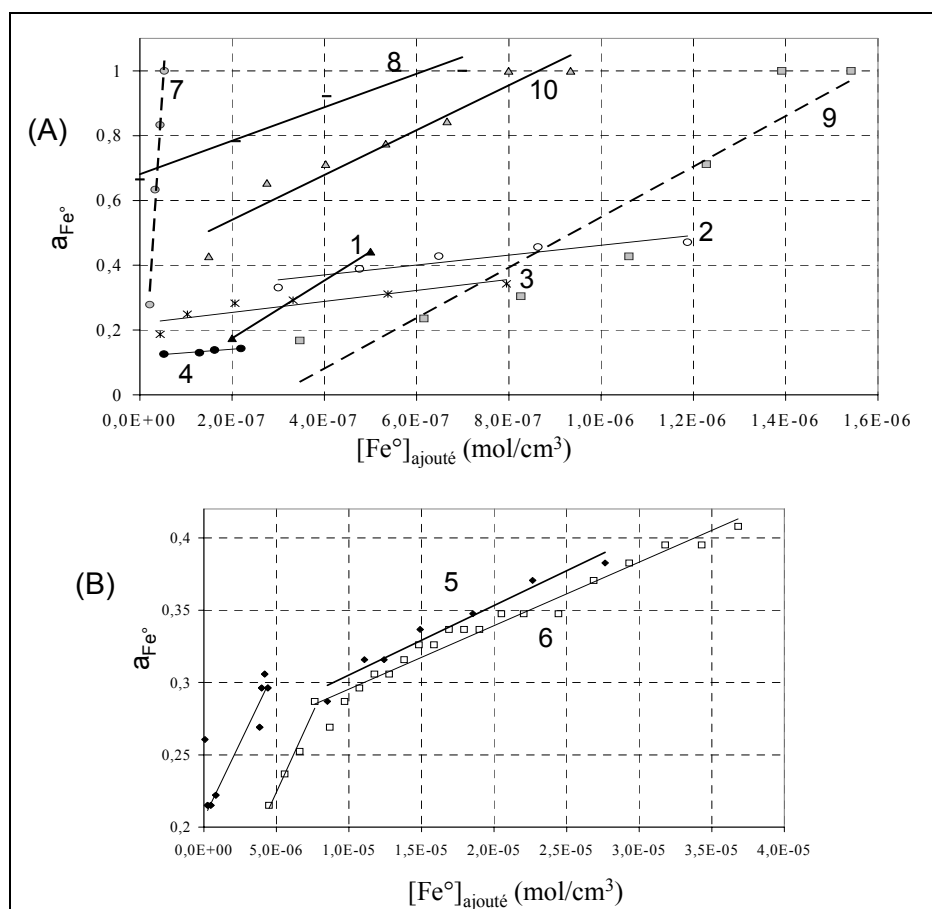 (A)
1
0,8
0,6
0,4
0,2
0
a_Fe°
7
8
10
9
1
2
3
4
0,0E+00 2,0E-07 4,0E-07 6,0E-07 8,0E-07 1,0E-06 1,2E-06 1,4E-06 1,6E-06
[Fe°]ajouté (mol/cm³)
(B)
0,4
0,35
0,3
0,25
0,2
a_Fe°
5
6
0,0E+00 5,0E-06 1,0E-05 1,5E-05 2,0E-05 2,5E-05 3,0E-05 3,5E-05 4,0E-05
[Fe°]ajouté (mol/cm³)